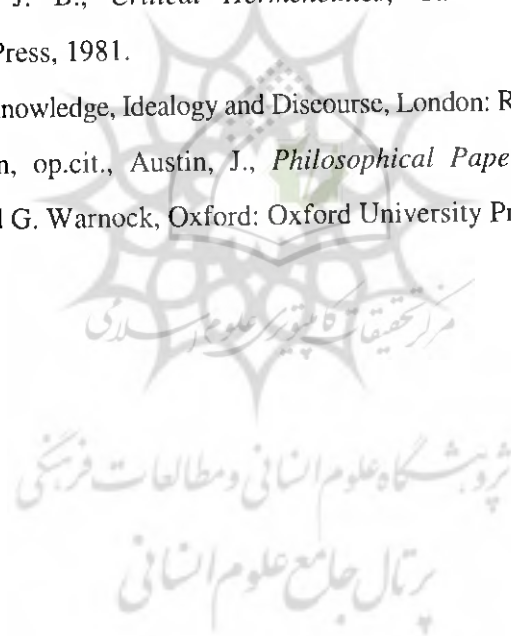 J. B., Critical Hermeneutics,
Press, 1981.
nowledge, Idealogy and Discourse, London: R
n, op.cit., Austin, J., Philosophical Pape
d G. Warnock, Oxford: Oxford University Pr
مرکز تحقیقات کامپیوتری علوم اسلامی
پژوهشگاه علوم انسانی و مطالعات فرهنگی
پرتال جامع علوم انسانی